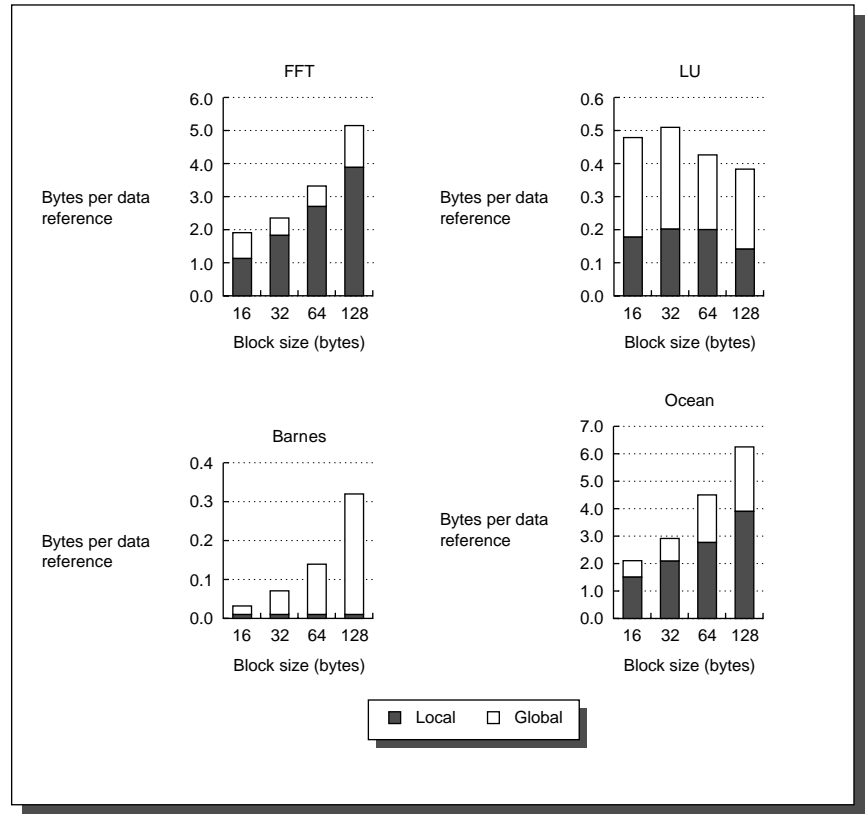 FFT
6.0
5.0
4.0
3.0
2.0
1.0
0.0
Bytes per data
reference
16 32 64 128
Block size (bytes)
LU
0.6
0.5
0.4
0.3
0.2
0.1
0.0
Bytes per data
reference
16 32 64 128
Block size (bytes)
Barnes
0.4
0.3
0.2
0.1
0.0
Bytes per data
reference
16 32 64 128
Block size (bytes)
Ocean
7.0
6.0
5.0
4.0
3.0
2.0
1.0
0.0
Bytes per data
reference
16 32 64 128
Block size (bytes)
Local Global